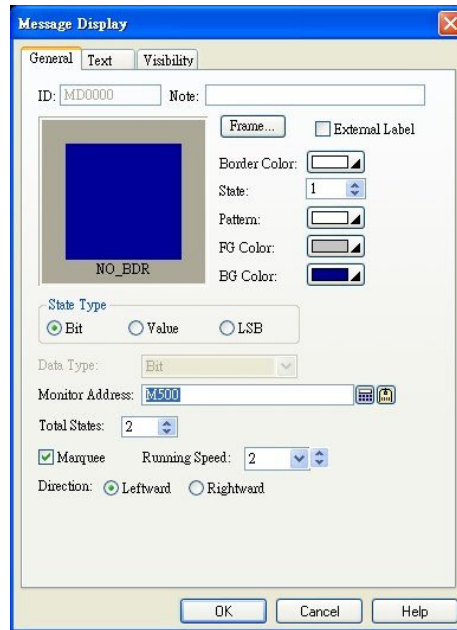 Message Display
General Text Visibility
ID: MD0000 Note:
Frame... External Label
Border Color:
State: 1
Pattern:
FG Color:
NO_BDR
BG Color:
State Type
Bit Value LSB
Data Type: Bit
Monitor Address: M500
Total States: 2
Marquee Running Speed: 2
Direction: Leftward Rightward
OK Cancel Help